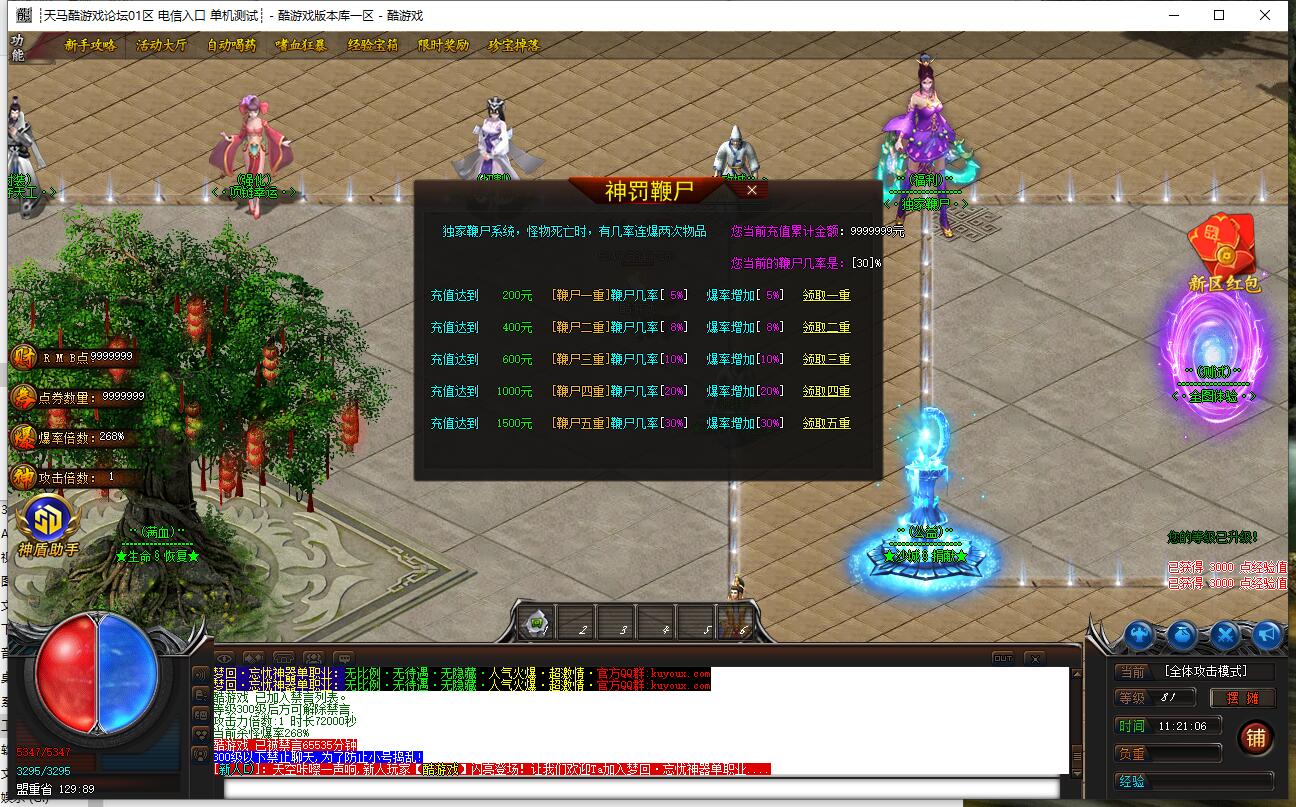 天马酷游戏论坛01区 电信入口 单机测试 - 酷游戏版本库一区 - 酷游戏
功能
新手攻略 活动大厅 自动喝药 嗜血狂暴 经验宝箱 限时奖励 珍宝掉落
(强化)
<··项链幸运··>
(福利)
<··独家鞭尸··>
神罚鞭尸
独家鞭尸系统，怪物死亡时，有几率连爆两次物品
您当前充值累计金额：9999999元
您当前的鞭尸几率是：[30]%
充值达到 200元 [鞭尸一重]鞭尸几率[ 5%] 爆率增加[ 5%] 领取一重
充值达到 400元 [鞭尸二重]鞭尸几率[ 8%] 爆率增加[ 8%] 领取二重
充值达到 600元 [鞭尸三重]鞭尸几率[10%] 爆率增加[10%] 领取三重
充值达到 1000元 [鞭尸四重]鞭尸几率[20%] 爆率增加[20%] 领取四重
充值达到 1500元 [鞭尸五重]鞭尸几率[30%] 爆率增加[30%] 领取五重
新区红包
··(测试)··
<··全图体验··>
财 R M B点9999999
点券数量：9999999
爆 爆率倍数：268%
神 攻击倍数： 1
神盾助手
··(满血)··
★生命§恢复★
··(公益)··
★沙城§捐献★
您的等级已升级!
已获得 3000 点经验值
已获得 3000 点经验值
2 3 4 5 6
OUT
梦回·忘忧神器单职业：无比例·无待遇·无隐藏·人气火爆·超激情·官方QQ群:kuyoux.com
梦回·忘忧神器单职业：无比例·无待遇·无隐藏·人气火爆·超激情·官方QQ群:kuyoux.com
酷游戏 已加入禁言列表。
等级300级后方可解除禁言,
攻击力倍数:1 时长72000秒
当前杀怪爆率268%
酷游戏 已被禁言65535分钟
300级以下禁止聊天,为了防止小号捣乱!
[新人D]: 天空咔嚓一声响,新人玩家【酷游戏】闪亮登场! 让我们欢迎Ta加入梦回·忘忧神器单职业....
5347/5347
3295/3295
盟重省 129:89
当前 [全体攻击模式]
等级 81 摆 摊
时间 11:21:06
铺
负重
经验